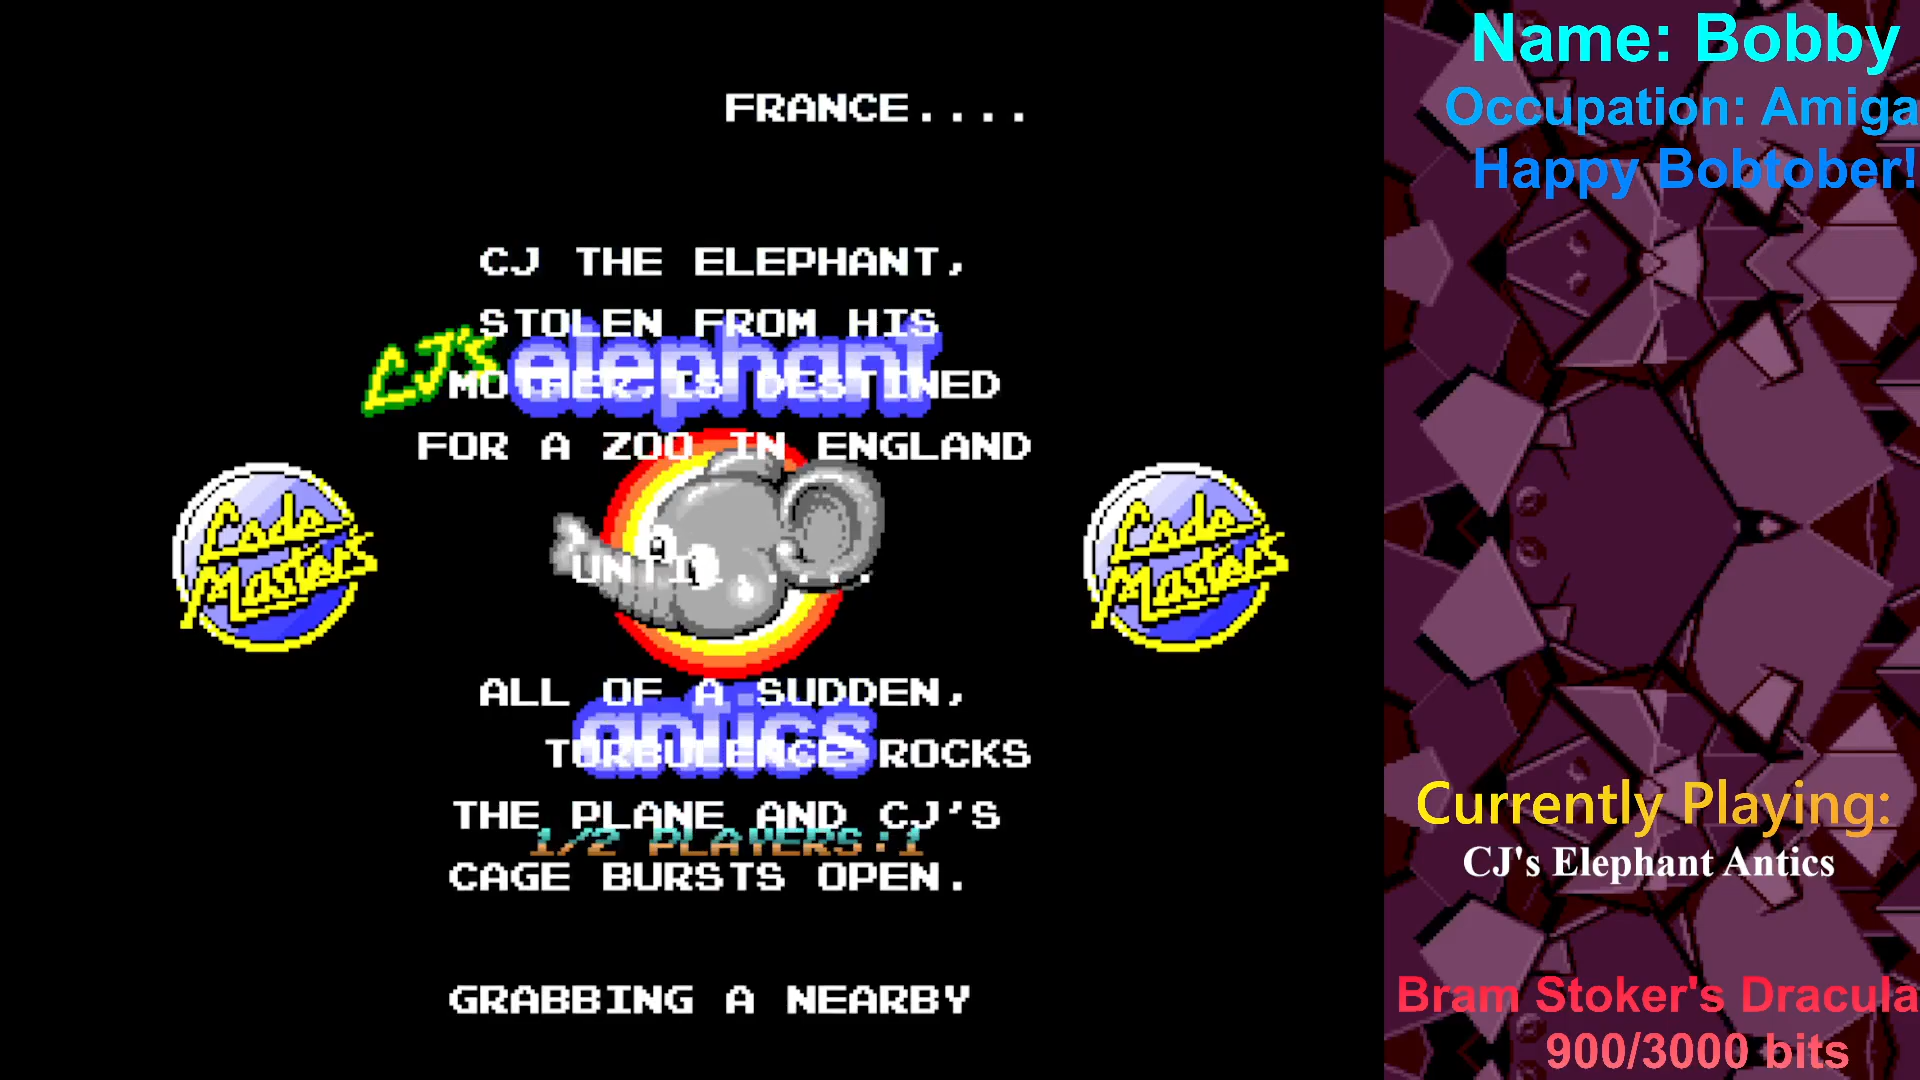 FRANCE....
CJ THE ELEPHANT,
STOLEN FROM HIS
MOTHER,IS DESTINED
FOR A ZOO IN ENGLAND
UNTIL ....
ALL OF A SUDDEN,
TORBULENCE ROCKS
THE PLANE AND CJ'S
CAGE BURSTS OPEN.
GRABBING A NEARBY
CJ's elephant
antics
1/2 PLAYERS:1
Code
Masters
Code
Masters
Name: Bobby
Occupation: Amiga
Happy Bobtober!
Currently Playing:
CJ's Elephant Antics
Bram Stoker's Dracula
900/3000 bits